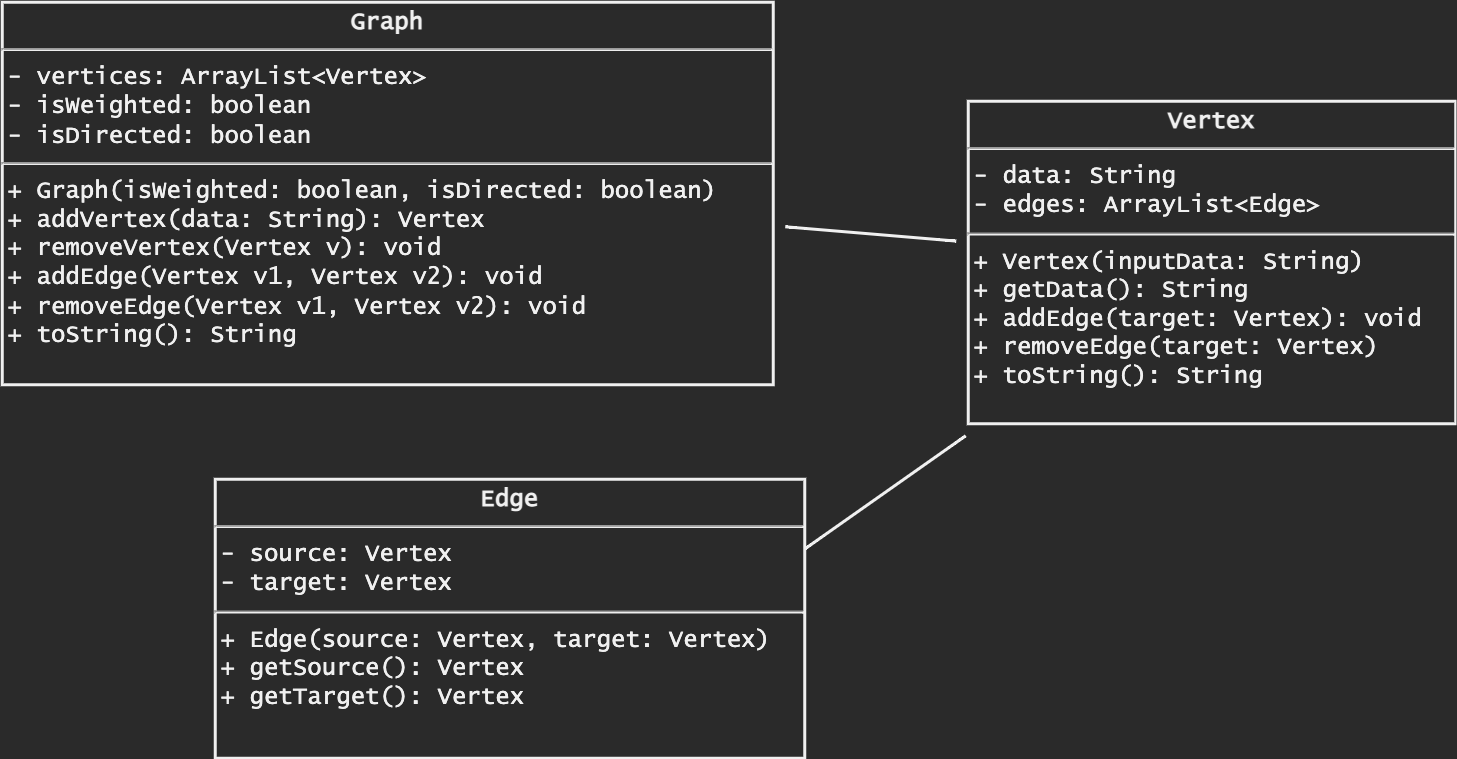 Graph
- vertices: ArrayList<Vertex>
- isWeighted: boolean
- isDirected: boolean
+ Graph(isWeighted: boolean, isDirected: boolean)
+ addVertex(data: String): Vertex
+ removeVertex(Vertex v): void
+ addEdge(Vertex v1, Vertex v2): void
+ removeEdge(Vertex v1, Vertex v2): void
+ toString(): String
Vertex
- data: String
- edges: ArrayList<Edge>
+ Vertex(inputData: String)
+ getData(): String
+ addEdge(target: Vertex): void
+ removeEdge(target: Vertex)
+ toString(): String
Edge
- source: Vertex
- target: Vertex
+ Edge(source: Vertex, target: Vertex)
+ getSource(): Vertex
+ getTarget(): Vertex